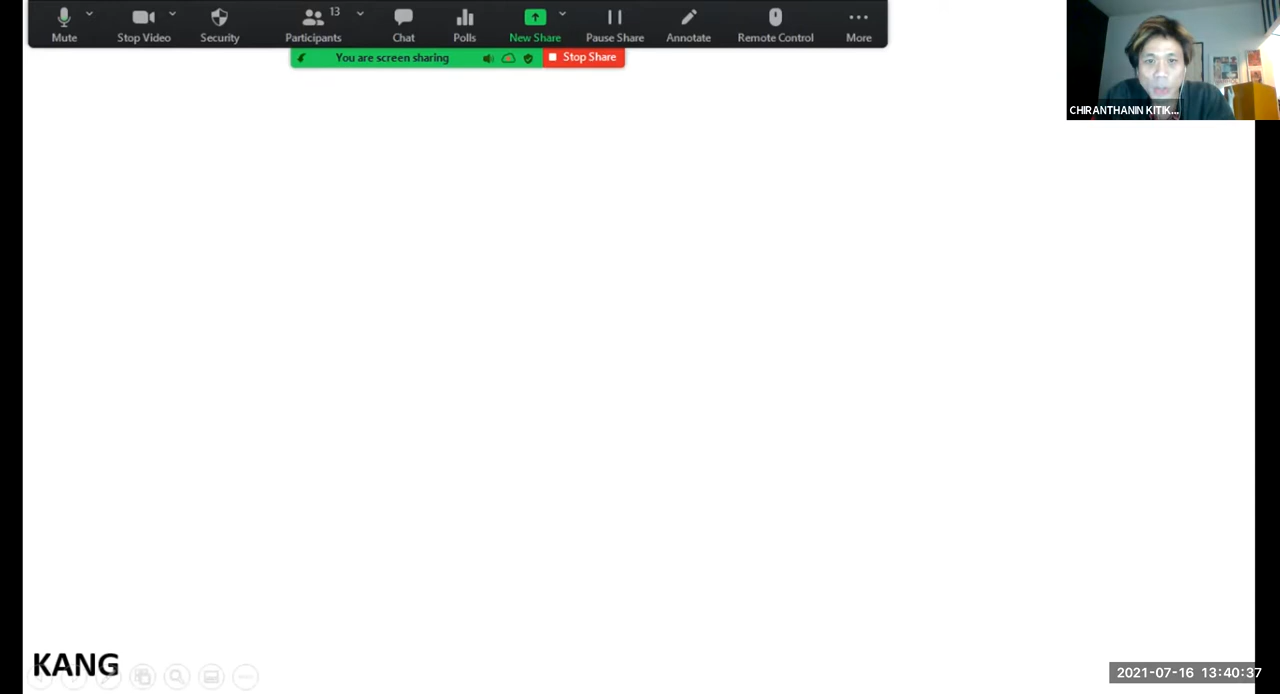 Mute
Stop Video
Security
Participants
13
Chat
Polls
New Share
Pause Share
Annotate
Remote Control
More
You are screen sharing
Stop Share
CHIRANTHANIN KITIK...
KANG
2021-07-16 13:40:37